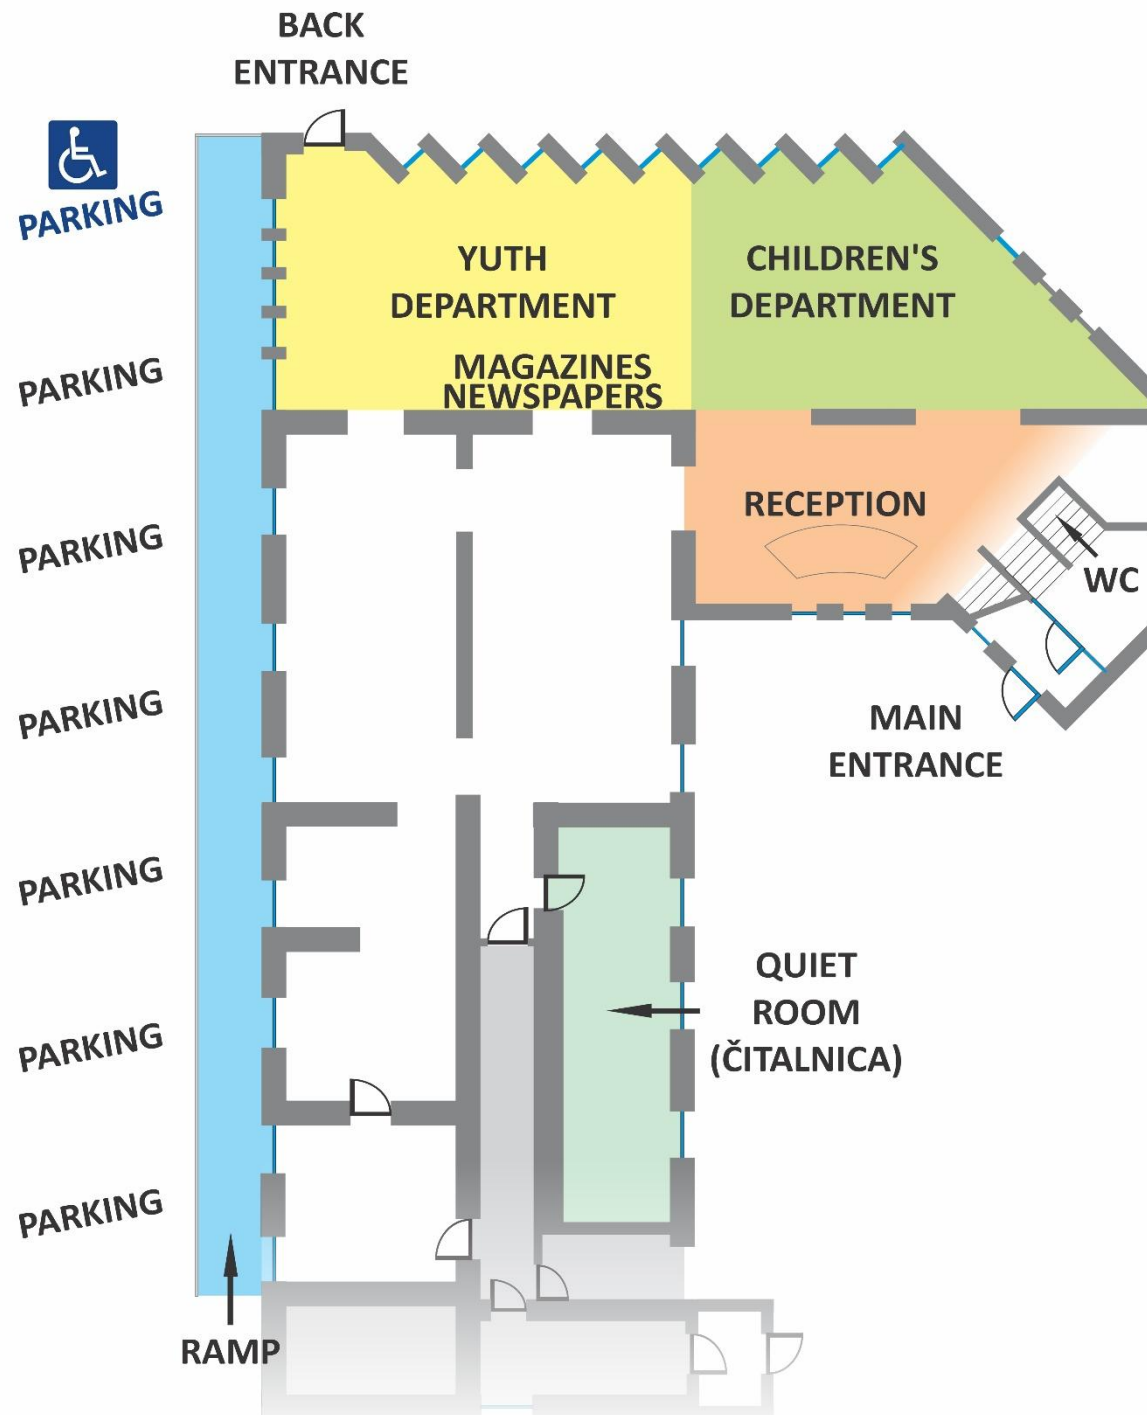 BACK
ENTRANCE
PARKING
YUTH
DEPARTMENT
MAGAZINES
NEWSPAPERS
CHILDREN'S
DEPARTMENT
PARKING
RECEPTION
WC
PARKING
PARKING
MAIN
ENTRANCE
PARKING
QUIET
ROOM
(ČITALNICA)
PARKING
PARKING
RAMP